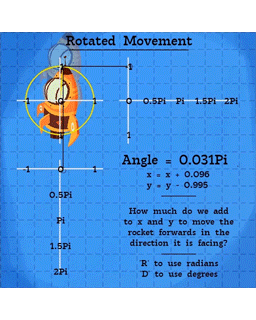 Rotated Movement
1
1
-1
0
1
0
0.5Pi
Pi
1.5Pi
2Pi
1
-1
0
1
0.5Pi
Pi
1.5Pi
2Pi
Angle = 0.031Pi
x = x + 0.096
y = y - 0.995
How much do we add
to x and y to move the
rocket forwards in the
direction it is facing?
'R' to use radians
'D' to use degrees